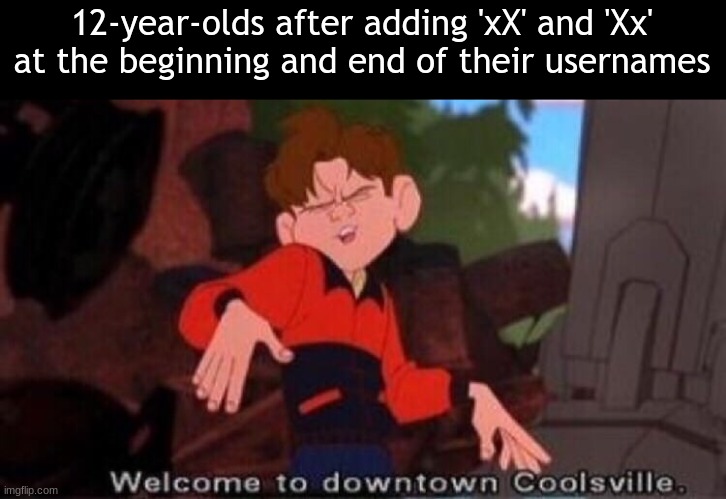 12-year-olds after adding 'xX' and 'Xx'
at the beginning and end of their usernames
Welcome to downtown Coolsville.
imgflip.com